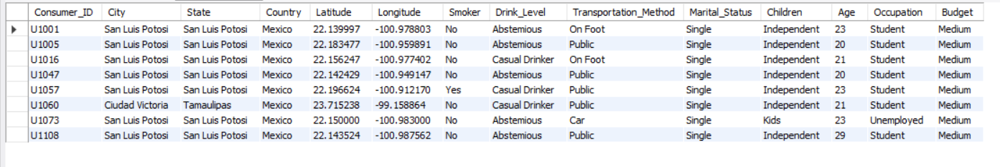 Consumer_ID City State Country Latitude Longitude Smoker Drink_Level Transportation_Method Marital_Status Children Age Occupation Budget
U1001 San Luis Potosi San Luis Potosi Mexico 22.139997 -100.978803 No Abstemious On Foot Single Independent 23 Student Medium
U1005 San Luis Potosi San Luis Potosi Mexico 22.183477 -100.959891 No Abstemious Public Single Independent 20 Student Medium
U1016 San Luis Potosi San Luis Potosi Mexico 22.156247 -100.977402 No Casual Drinker On Foot Single Independent 21 Student Medium
U1047 San Luis Potosi San Luis Potosi Mexico 22.142429 -100.949147 No Abstemious Public Single Independent 20 Student Medium
U1057 San Luis Potosi San Luis Potosi Mexico 22.196624 -100.912170 Yes Casual Drinker Public Single Independent 23 Student Medium
U1060 Ciudad Victoria Tamaulipas Mexico 23.715238 -99.158864 No Casual Drinker Public Single Independent 21 Student Medium
U1073 San Luis Potosi San Luis Potosi Mexico 22.150000 -100.983000 No Abstemious Car Single Kids 23 Unemployed Medium
U1108 San Luis Potosi San Luis Potosi Mexico 22.143524 -100.987562 No Abstemious Public Single Independent 29 Student Medium